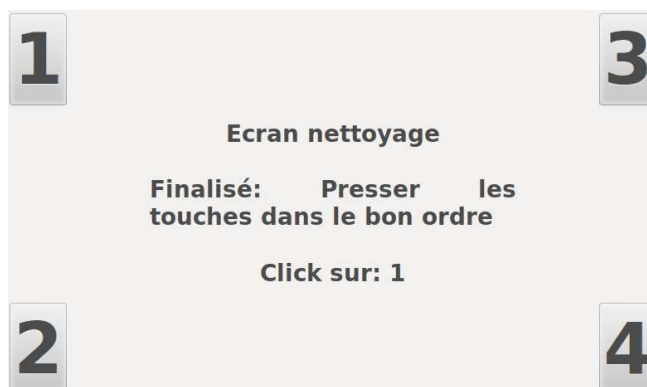 1
3
Ecran nettoyage
Finalisé: Presser les
touches dans le bon ordre
Click sur: 1
2
4